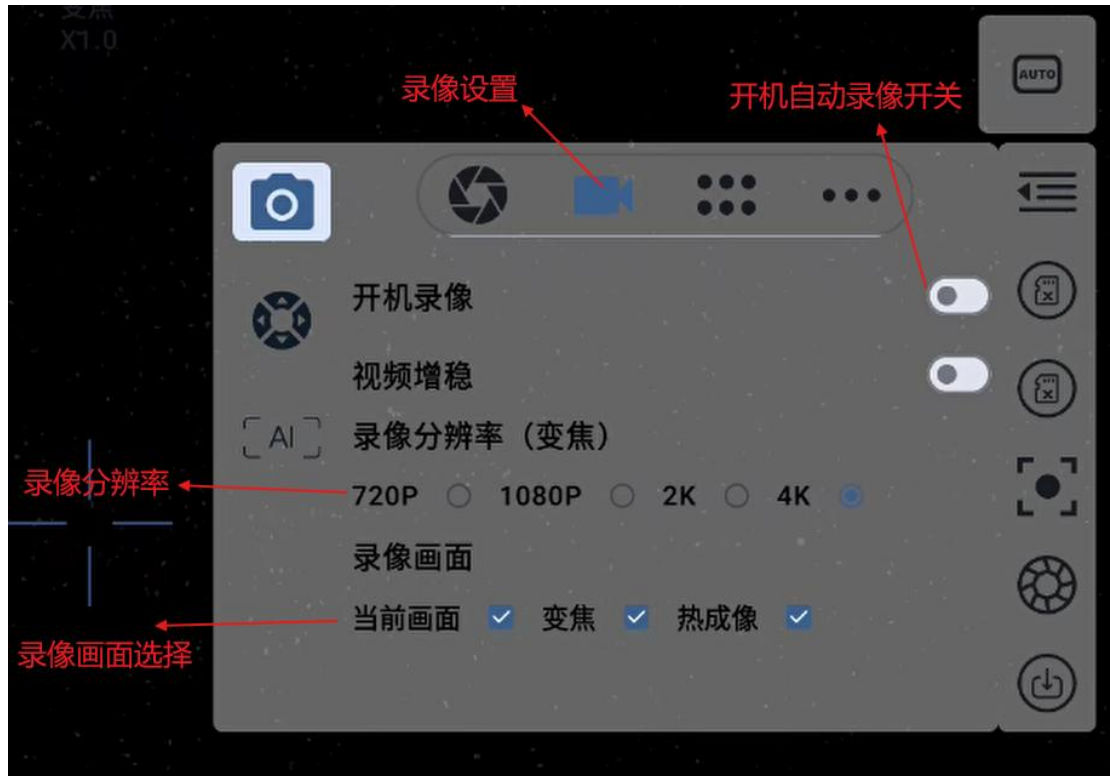 变焦
X1.0
AUTO
录像设置
开机自动录像开关
开机录像
视频增稳
AI
录像分辨率（变焦）
录像分辨率
720P 1080P 2K 4K
录像画面
当前画面 变焦 热成像
录像画面选择